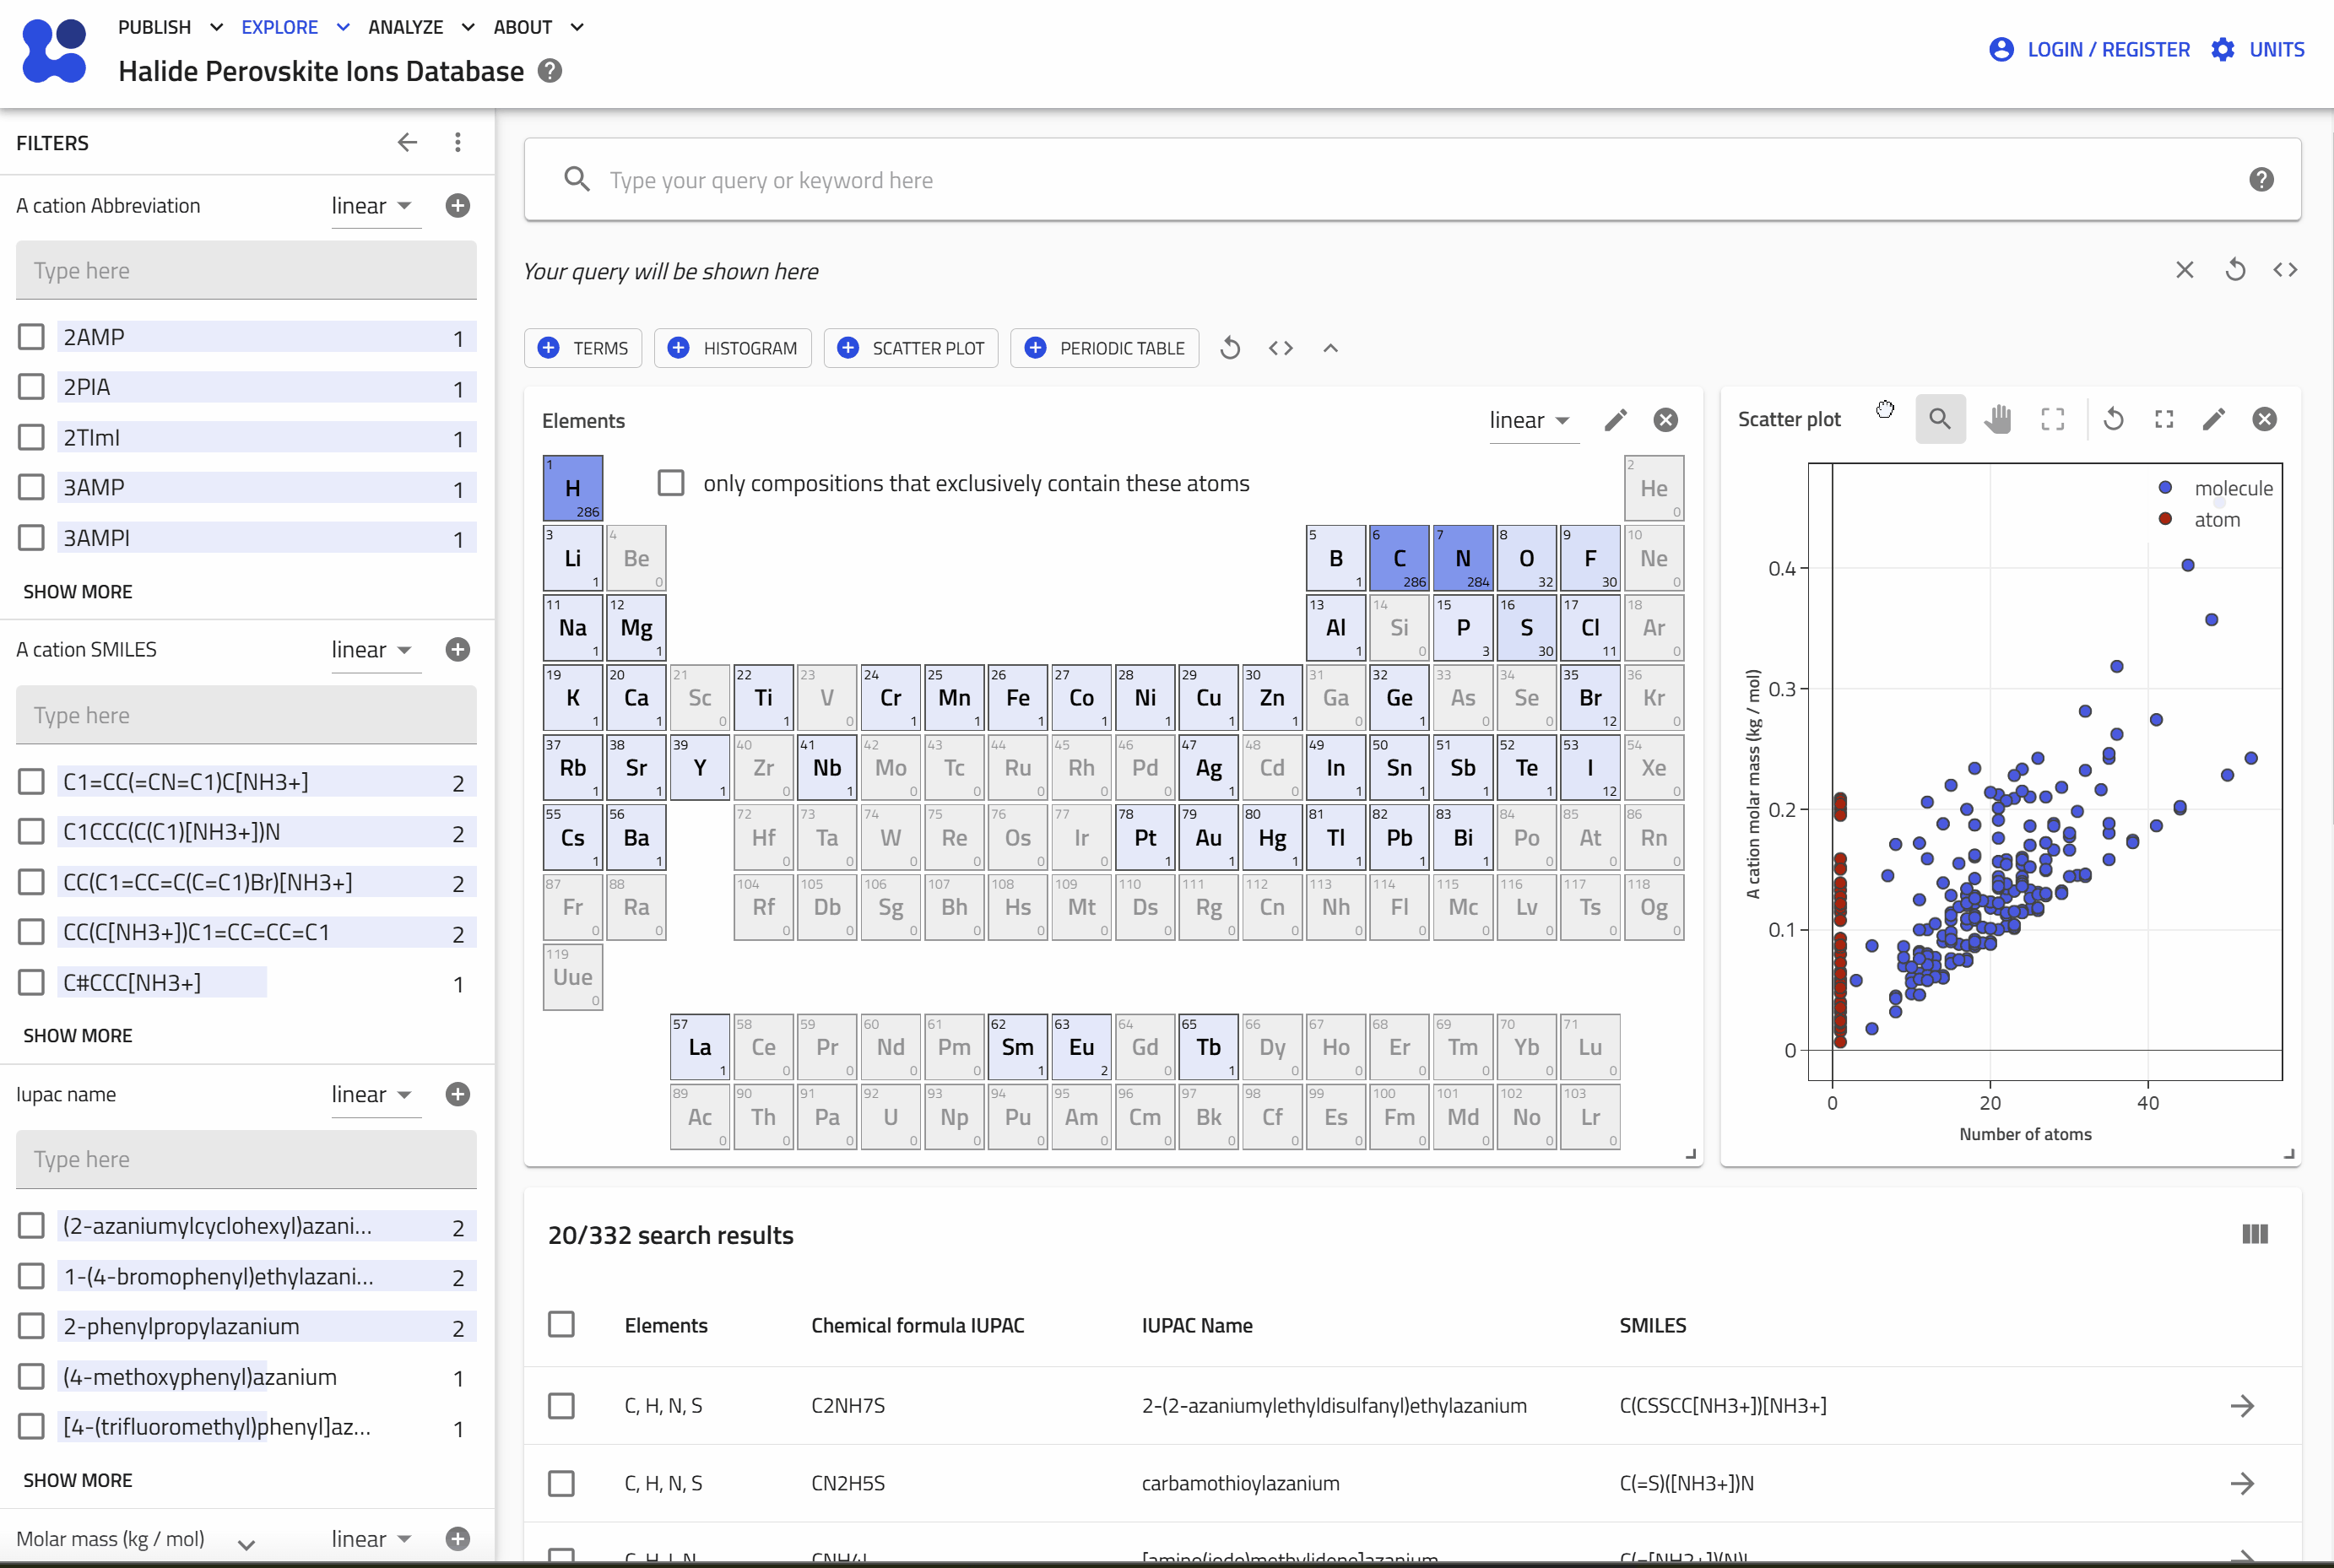 PUBLISH EXPLORE ANALYZE ABOUT
Halide Perovskite Ions Database
LOGIN / REGISTER UNITS
FILTERS
A cation Abbreviation linear
Type here
2AMP 1
2PIA 1
2TImI 1
3AMP 1
3AMPI 1
SHOW MORE
A cation SMILES linear
Type here
C1=CC(=CN=C1)C[NH3+] 2
C1CCC(C(C1)[NH3+])N 2
CC(C1=CC=C(C=C1)Br)[NH3+] 2
CC(C[NH3+])C1=CC=CC=C1 2
C#CCC[NH3+] 1
SHOW MORE
Iupac name linear
Type here
(2-azaniumylcyclohexyl)azani... 2
1-(4-bromophenyl)ethylazani... 2
2-phenylpropylazanium 2
(4-methoxyphenyl)azanium 1
[4-(trifluoromethyl)phenyl]az... 1
SHOW MORE
Molar mass (kg / mol) linear
Type your query or keyword here
Your query will be shown here
TERMS HISTOGRAM SCATTER PLOT PERIODIC TABLE
Elements linear
only compositions that exclusively contain these atoms
1 H 286 2 He 0
3 Li 1 4 Be 0 5 B 1 6 C 286 7 N 284 8 O 32 9 F 30 10 Ne 0
11 Na 1 12 Mg 1 13 Al 1 14 Si 0 15 P 3 16 S 30 17 Cl 11 18 Ar 0
19 K 1 20 Ca 1 21 Sc 0 22 Ti 1 23 V 0 24 Cr 1 25 Mn 1 26 Fe 1 27 Co 1 28 Ni 1 29 Cu 1 30 Zn 1 31 Ga 0 32 Ge 1 33 As 0 34 Se 0 35 Br 12 36 Kr 0
37 Rb 1 38 Sr 1 39 Y 1 40 Zr 0 41 Nb 1 42 Mo 0 43 Tc 0 44 Ru 0 45 Rh 0 46 Pd 0 47 Ag 1 48 Cd 0 49 In 1 50 Sn 1 51 Sb 1 52 Te 1 53 I 12 54 Xe 0
55 Cs 1 56 Ba 1 72 Hf 0 73 Ta 0 74 W 0 75 Re 0 76 Os 0 77 Ir 0 78 Pt 1 79 Au 1 80 Hg 1 81 Tl 1 82 Pb 1 83 Bi 1 84 Po 0 85 At 0 86 Rn 0
87 Fr 0 88 Ra 0 104 Rf 0 105 Db 0 106 Sg 0 107 Bh 0 108 Hs 0 109 Mt 0 110 Ds 0 111 Rg 0 112 Cn 0 113 Nh 0 114 Fl 0 115 Mc 0 116 Lv 0 117 Ts 0 118 Og 0
119 Uue 0
57 La 1 58 Ce 0 59 Pr 0 60 Nd 0 61 Pm 0 62 Sm 1 63 Eu 2 64 Gd 0 65 Tb 1 66 Dy 0 67 Ho 0 68 Er 0 69 Tm 0 70 Yb 0 71 Lu 0
89 Ac 0 90 Th 0 91 Pa 0 92 U 0 93 Np 0 94 Pu 0 95 Am 0 96 Cm 0 97 Bk 0 98 Cf 0 99 Es 0 100 Fm 0 101 Md 0 102 No 0 103 Lr 0
Scatter plot
molecule
atom
A cation molar mass (kg / mol)
0.4
0.3
0.2
0.1
0
0 20 40
Number of atoms
20/332 search results
Elements Chemical formula IUPAC IUPAC Name SMILES
C, H, N, S C2NH7S 2-(2-azaniumylethyldisulfanyl)ethylazanium C(CSSCC[NH3+])[NH3+]
C, H, N, S CN2H5S carbamothioylazanium C(=S)([NH3+])N
C, H, I, N CNH4I [amino(iodo)methylidene]azanium C(=[NH2+])(N)I